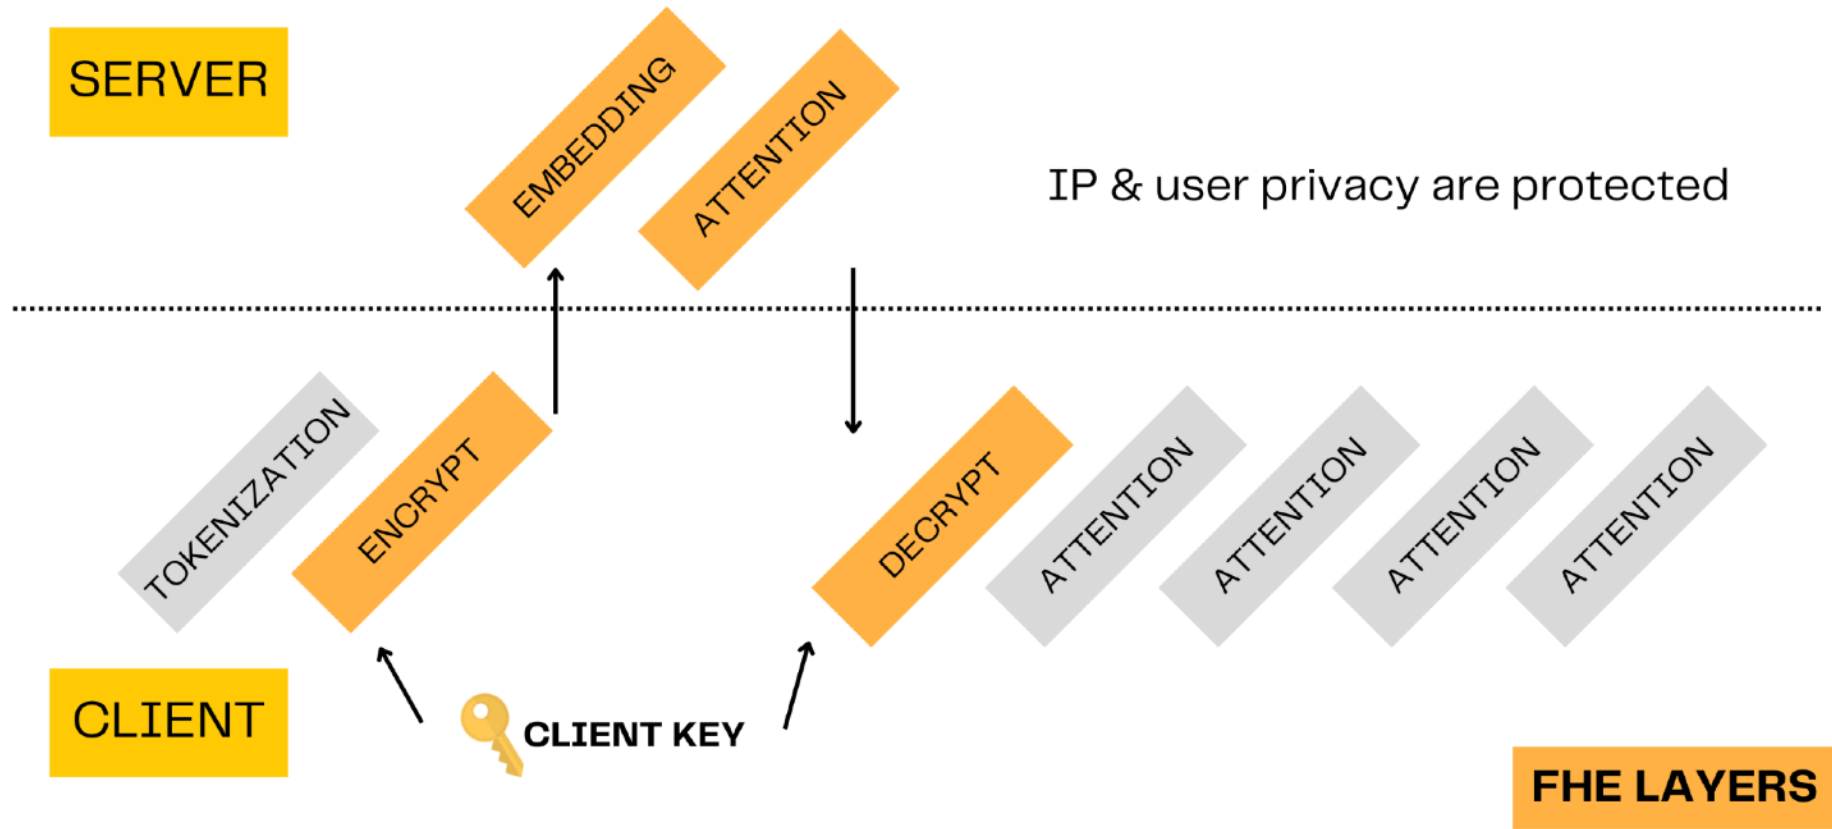 SERVER
EMBEDDING
ATTENTION
IP & user privacy are protected
TOKENIZATION
ENCRYPT
DECRYPT
ATTENTION
ATTENTION
ATTENTION
ATTENTION
CLIENT
CLIENT KEY
FHE LAYERS